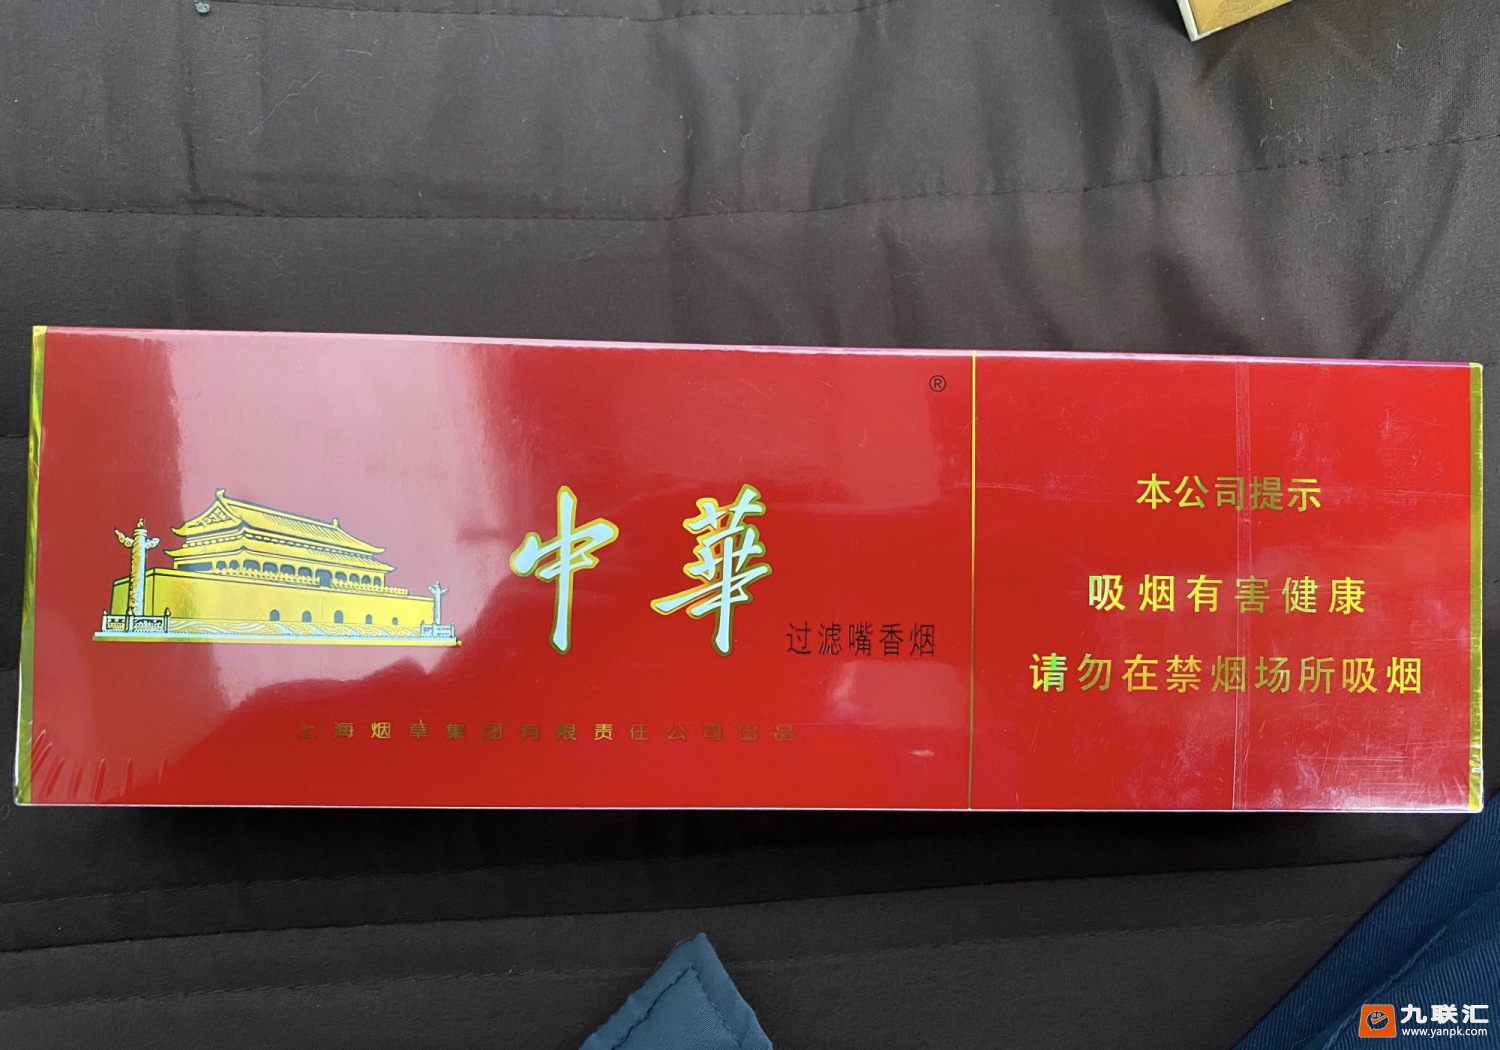 ®
中華
过滤嘴香烟
上海烟草集团有限责任公司出品
本公司提示
吸烟有害健康
请勿在禁烟场所吸烟
九联汇
www.yanpk.com